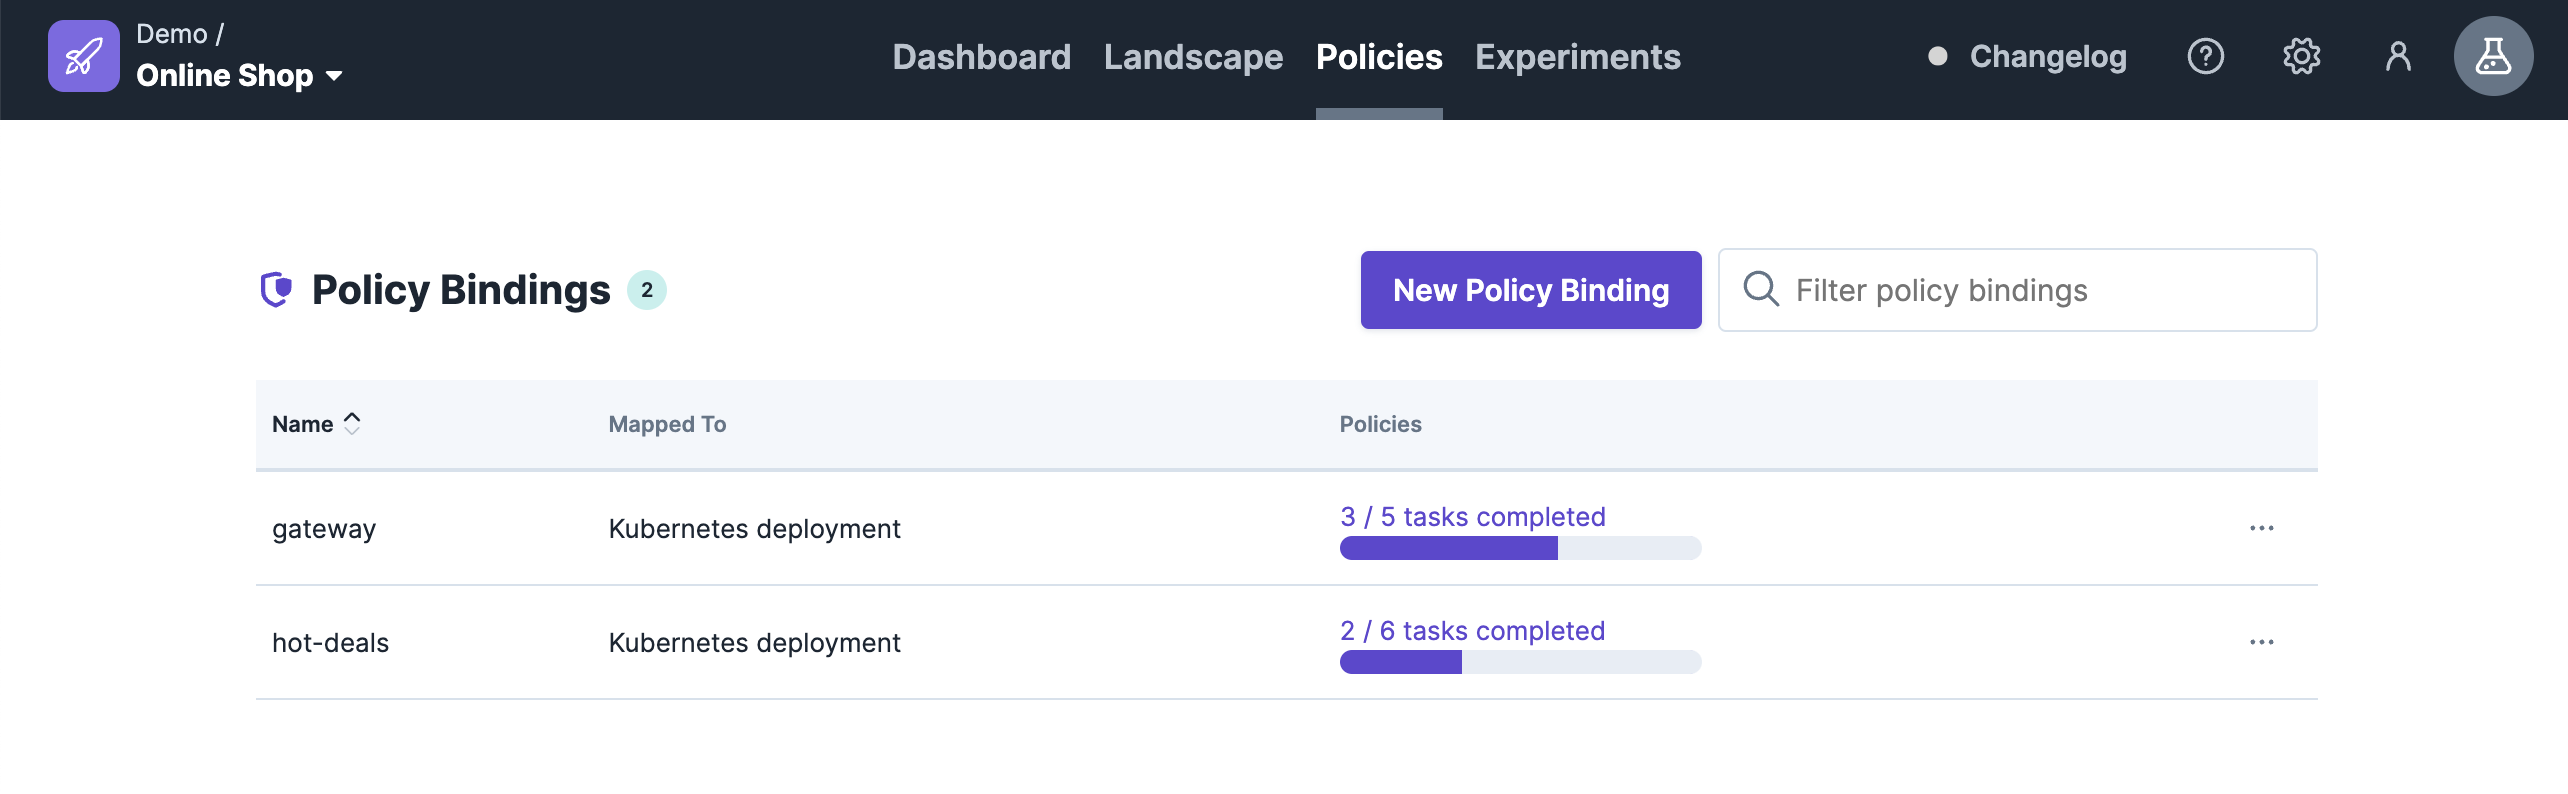 Demo /
Online Shop
Dashboard Landscape Policies Experiments
Changelog
Policy Bindings 2
New Policy Binding
Filter policy bindings
Name Mapped To Policies
gateway Kubernetes deployment 3 / 5 tasks completed
hot-deals Kubernetes deployment 2 / 6 tasks completed